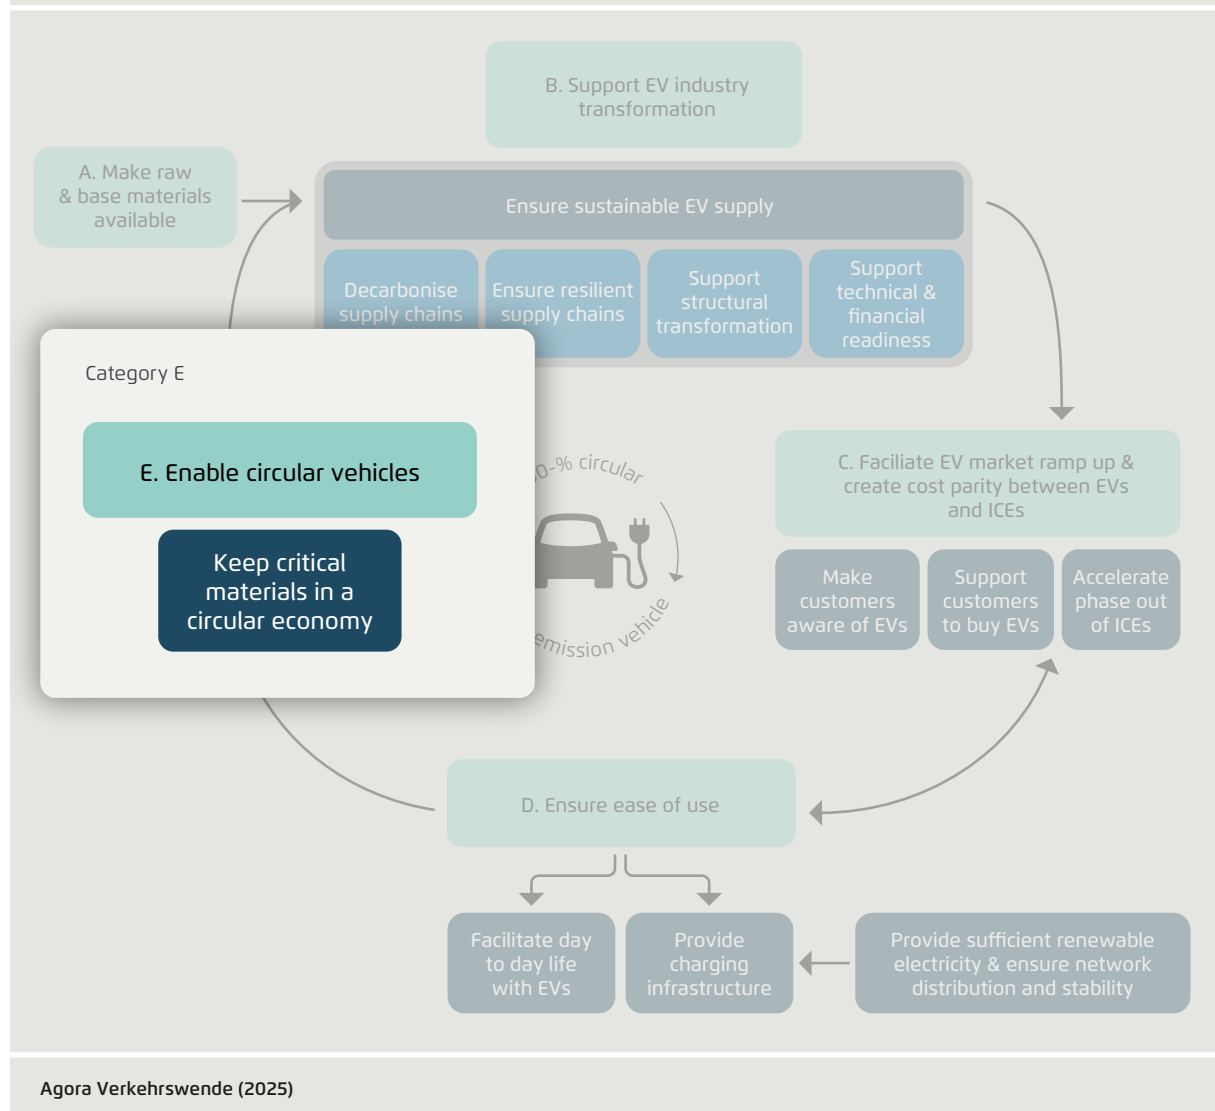 B. Support EV industry
transformation
A. Make raw
& base materials
available
Ensure sustainable EV supply
Decarbonise
supply chains
Ensure resilient
supply chains
Support
structural
transformation
Support
technical &
financial
readiness
Category E
E. Enable circular vehicles
Keep critical
materials in a
circular economy
0-% circular
emission vehicle
C. Faciliate EV market ramp up &
create cost parity between EVs
and ICEs
Make
customers
aware of EVs
Support
customers
to buy EVs
Accelerate
phase out
of ICEs
D. Ensure ease of use
Facilitate day
to day life
with EVs
Provide
charging
infrastructure
Provide sufficient renewable
electricity & ensure network
distribution and stability
Agora Verkehrswende (2025)